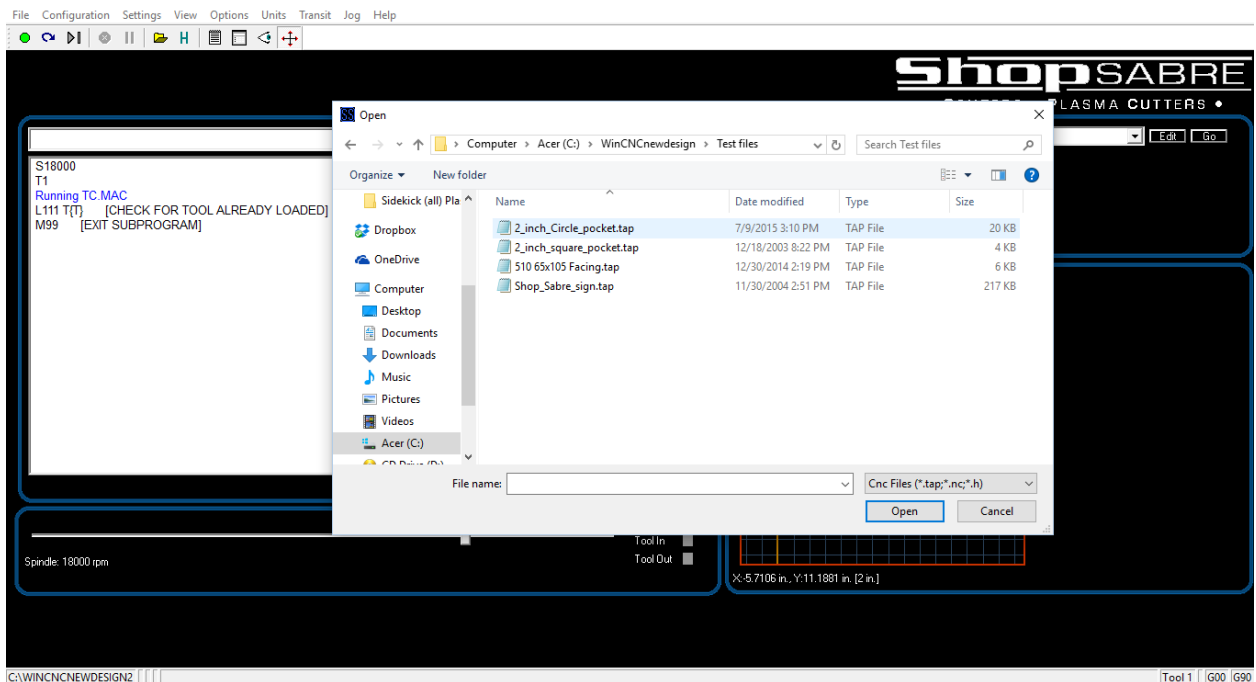 File Configuration Settings View Options Units Transit Jog Help
H
ShopSABRE
PLASMA CUTTERS •
Edit Go
S18000
T1
Running TC.MAC
L111 T{T} [CHECK FOR TOOL ALREADY LOADED]
M99 [EXIT SUBPROGRAM]
SS Open
Computer > Acer (C:) > WinCNCnewdesign > Test files
Search Test files
Organize New folder
Sidekick (all) Pla
Dropbox
OneDrive
Computer
Desktop
Documents
Downloads
Music
Pictures
Videos
Acer (C:)
Name Date modified Type Size
2_inch_Circle_pocket.tap 7/9/2015 3:10 PM TAP File 20 KB
2_inch_square_pocket.tap 12/18/2003 8:22 PM TAP File 4 KB
510 65x105 Facing.tap 12/30/2014 2:19 PM TAP File 6 KB
Shop_Sabre_sign.tap 11/30/2004 2:51 PM TAP File 217 KB
File name:
Cnc Files (*.tap;*.nc;*.h)
Open Cancel
Tool In
Tool Out
Spindle: 18000 rpm
X:-5.7106 in., Y:11.1881 in. [2 in.]
C:\WINCNCNEWDESIGN2
Tool 1 G00 G90